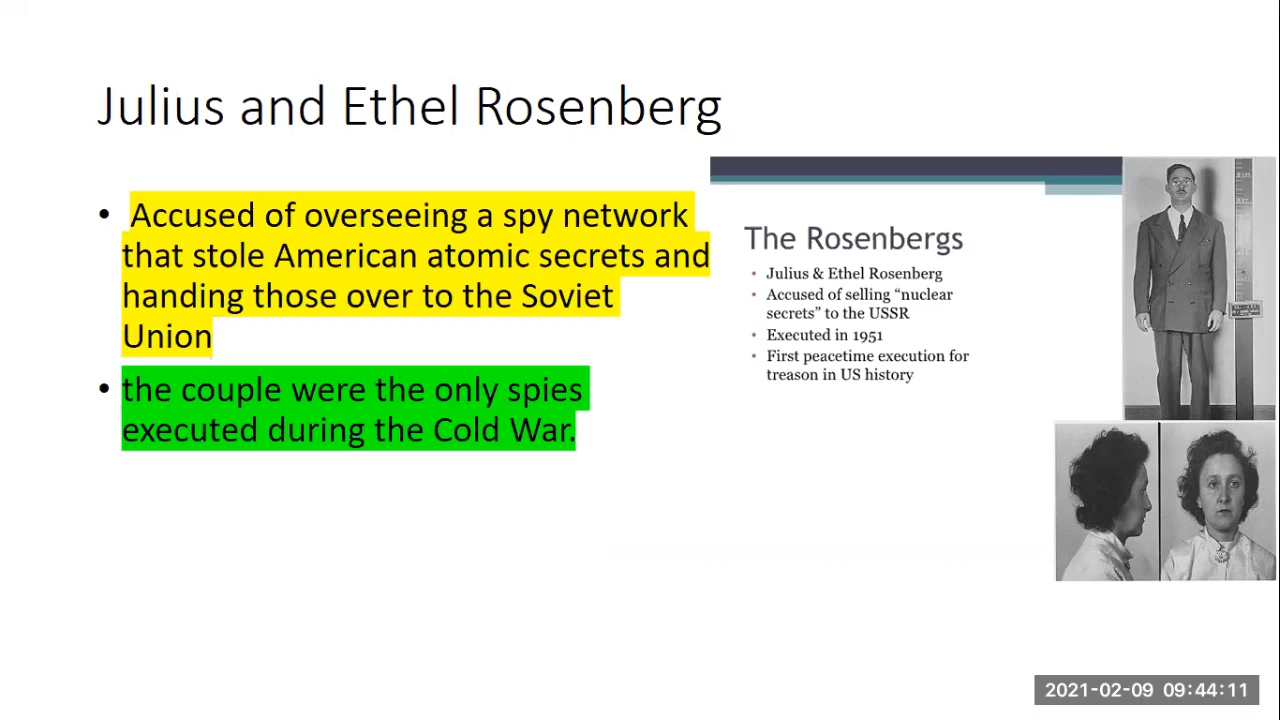 Julius and Ethel Rosenberg
• Accused of overseeing a spy network
that stole American atomic secrets and
handing those over to the Soviet
Union
• the couple were the only spies
executed during the Cold War.
The Rosenbergs
• Julius & Ethel Rosenberg
• Accused of selling “nuclear
secrets” to the USSR
• Executed in 1951
• First peacetime execution for
treason in US history
2021-02-09 09:44:11